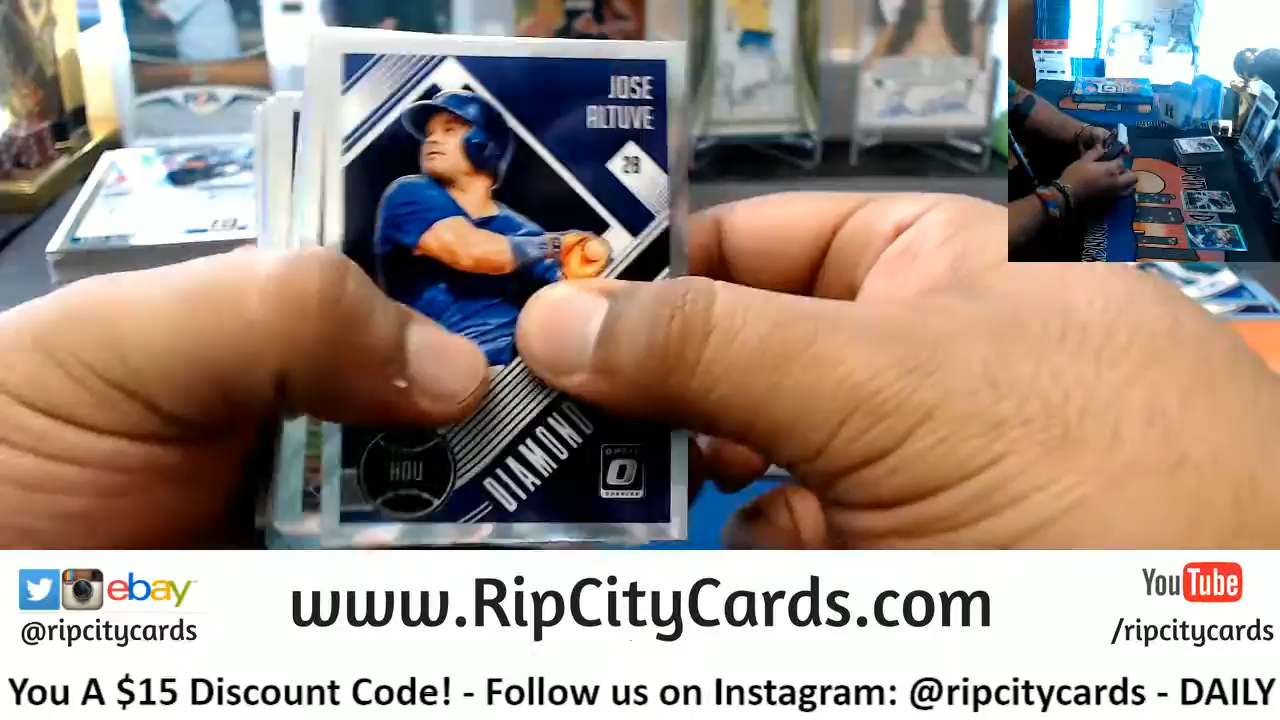 JOSE
ALTUVE
28
HOU
DIAMOND
OPTIC
DONRUSS
ebay
www.RipCityCards.com
YouTube
@ripcitycards
/ripcitycards
You A $15 Discount Code! - Follow us on Instagram: @ripcitycards - DAILY